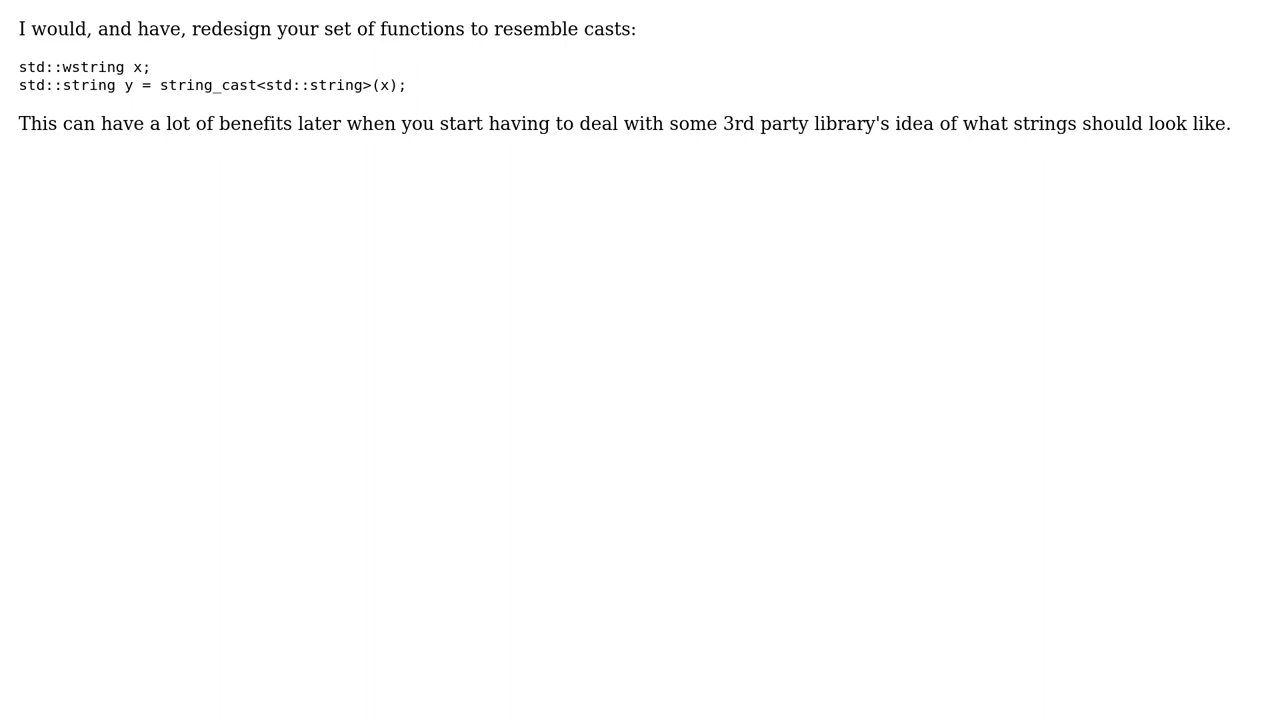 I would, and have, redesign your set of functions to resemble casts:
std::wstring x;
std::string y = string_cast<std::string>(x);
This can have a lot of benefits later when you start having to deal with some 3rd party library's idea of what strings should look like.